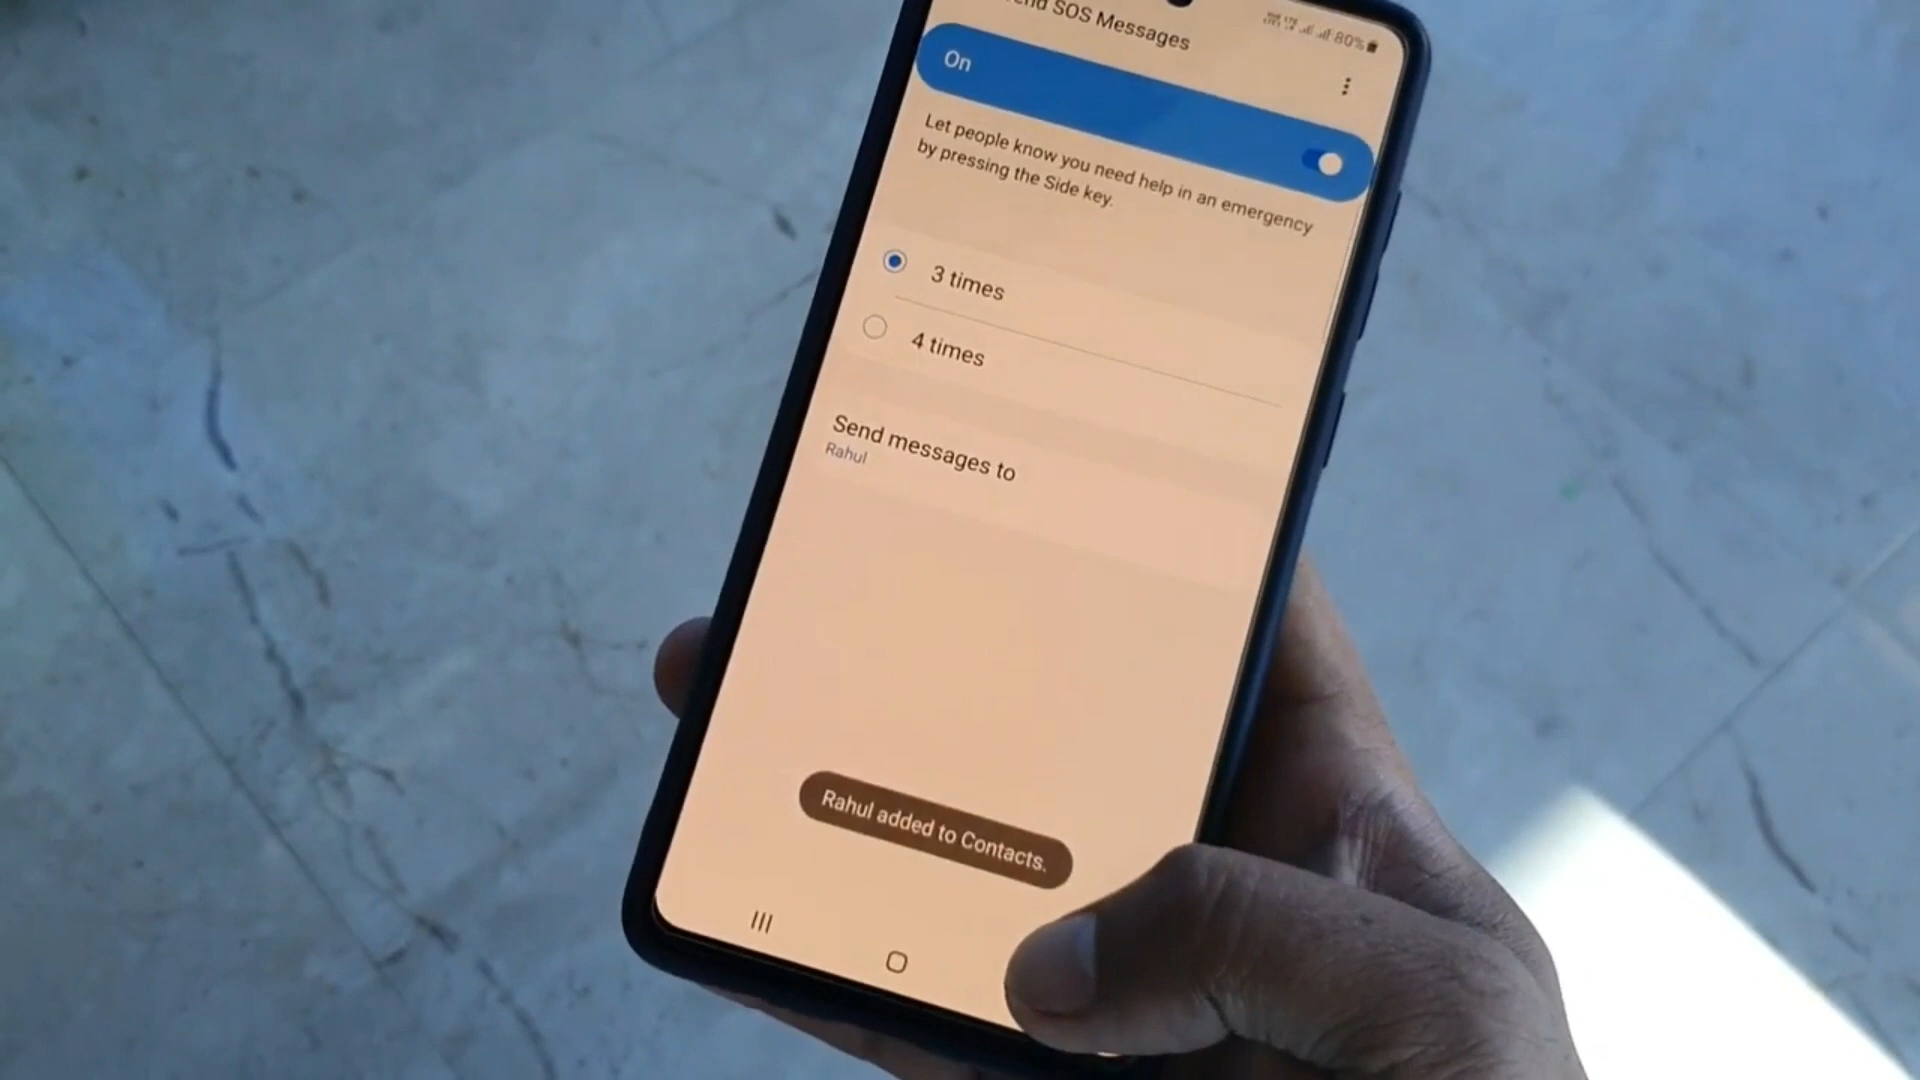 SOS Messages
80%
On
Let people know you need help in an emergency
by pressing the Side key.
3 times
4 times
Send messages to
Rahul
Rahul added to Contacts.